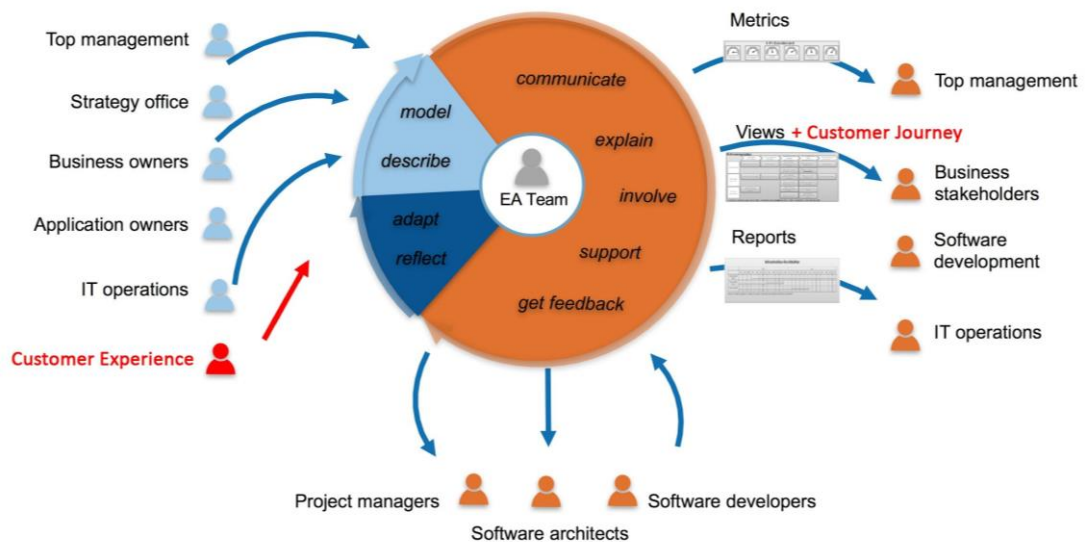 Top management
Strategy office
Business owners
Application owners
IT operations
Customer Experience
model
describe
adapt
reflect
EA Team
communicate
explain
involve
support
get feedback
Metrics
Top management
Views + Customer Journey
Business
stakeholders
Software
development
Reports
IT operations
Project managers
Software architects
Software developers